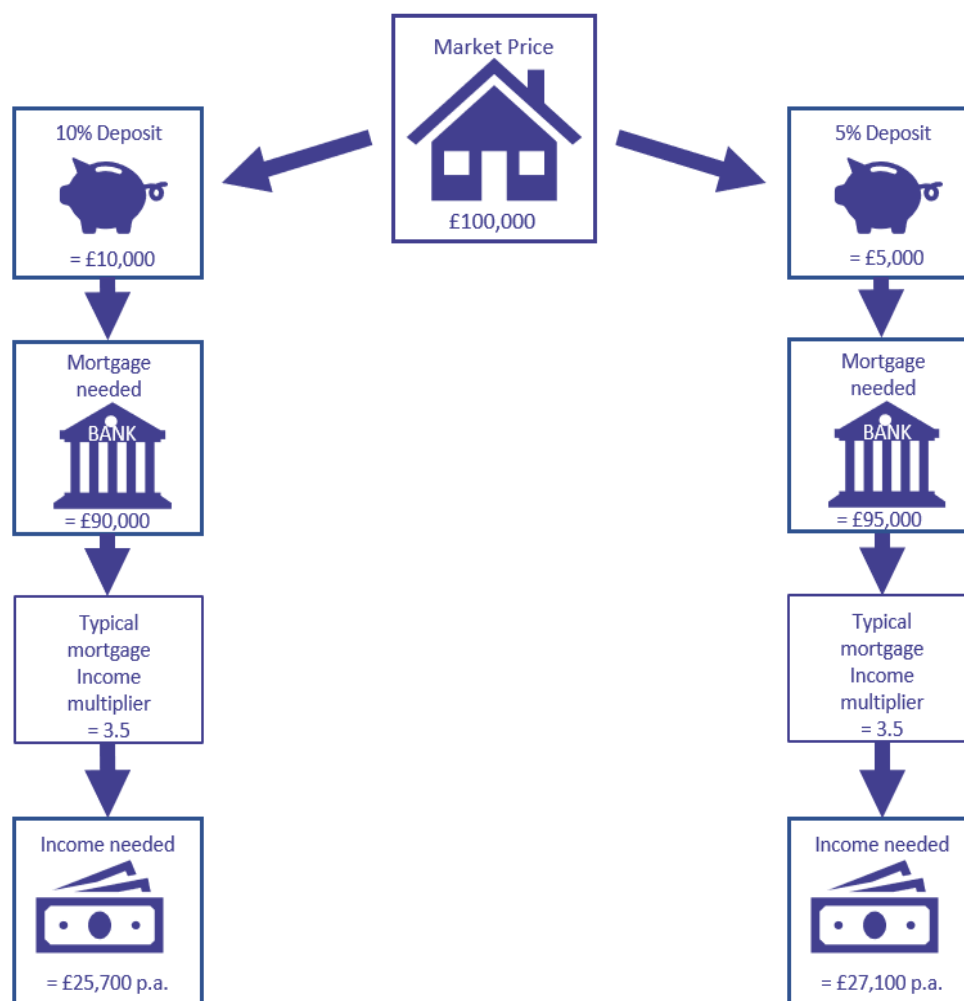 Market Price
£100,000
10% Deposit
= £10,000
Mortgage
needed
BANK
= £90,000
Typical
mortgage
Income
multiplier
= 3.5
Income needed
= £25,700 p.a.
5% Deposit
= £5,000
Mortgage
needed
BANK
= £95,000
Typical
mortgage
Income
multiplier
= 3.5
Income needed
= £27,100 p.a.